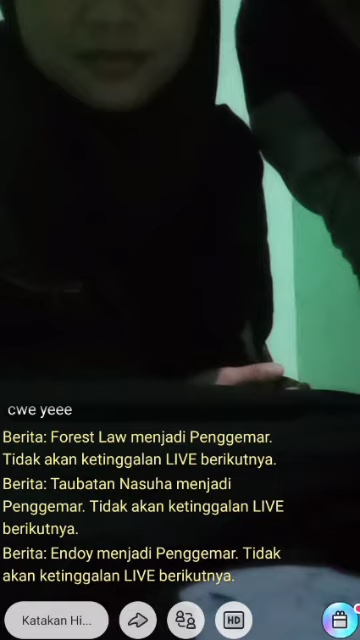 cwe yeee
Berita: Forest Law menjadi Penggemar.
Tidak akan ketinggalan LIVE berikutnya.
Berita: Taubatan Nasuha menjadi
Penggemar. Tidak akan ketinggalan LIVE
berikutnya.
Berita: Endoy menjadi Penggemar. Tidak
akan ketinggalan LIVE berikutnya.
Katakan Hi...
HD